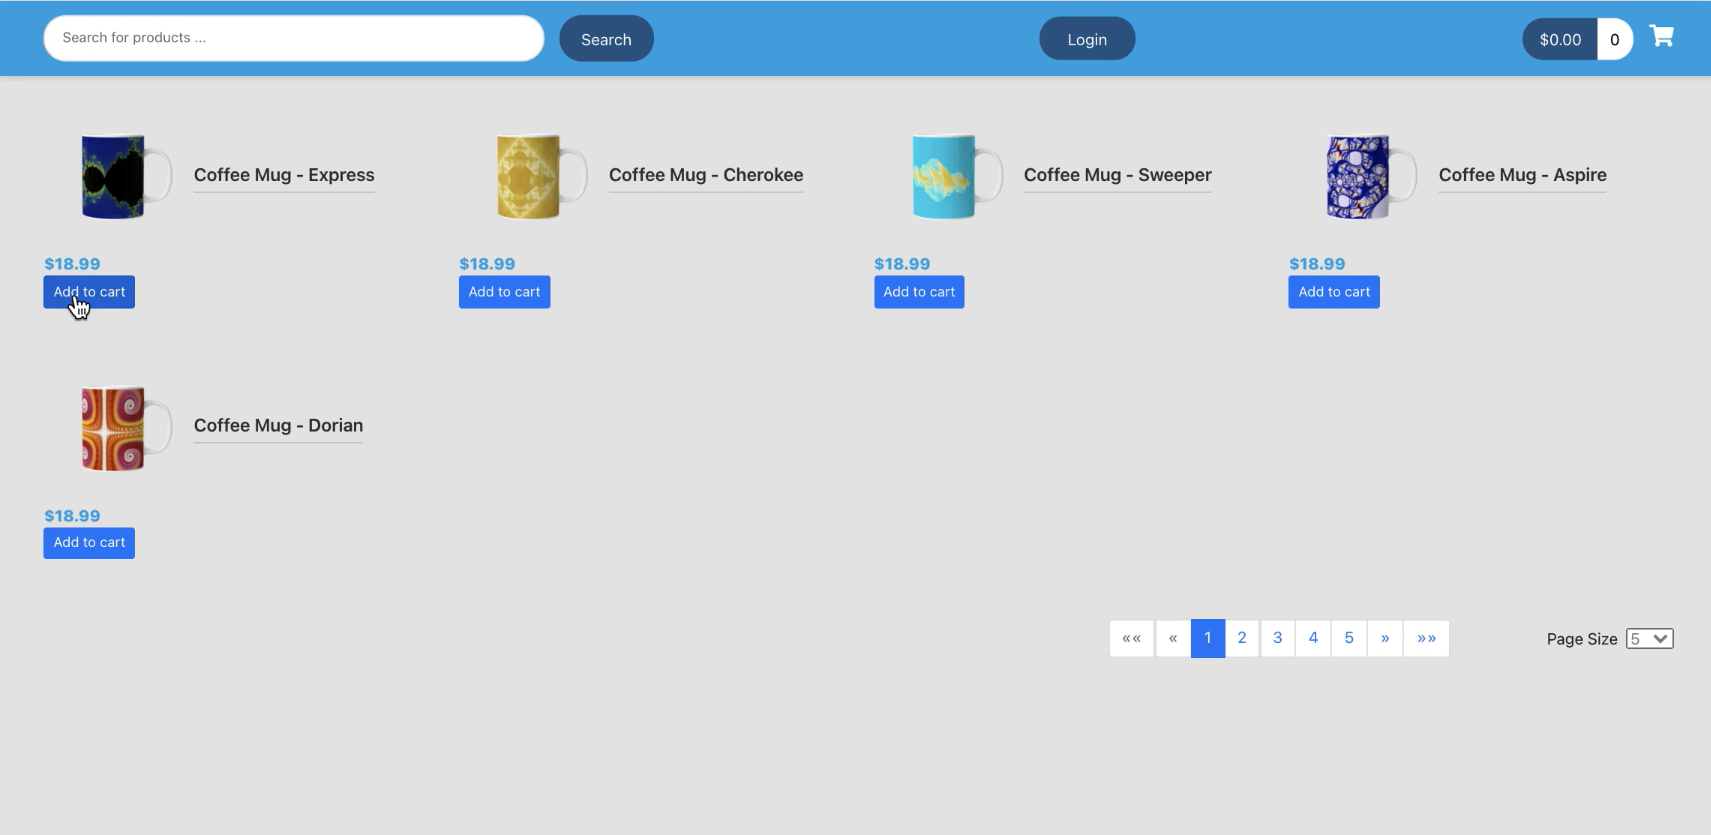 Search for products ...
Search
Login
$0.00 0
Coffee Mug - Express
Coffee Mug - Cherokee
Coffee Mug - Sweeper
Coffee Mug - Aspire
$18.99
$18.99
$18.99
$18.99
Add to cart
Add to cart
Add to cart
Add to cart
Coffee Mug - Dorian
$18.99
Add to cart
«« « 1 2 3 4 5 » »»
Page Size 5